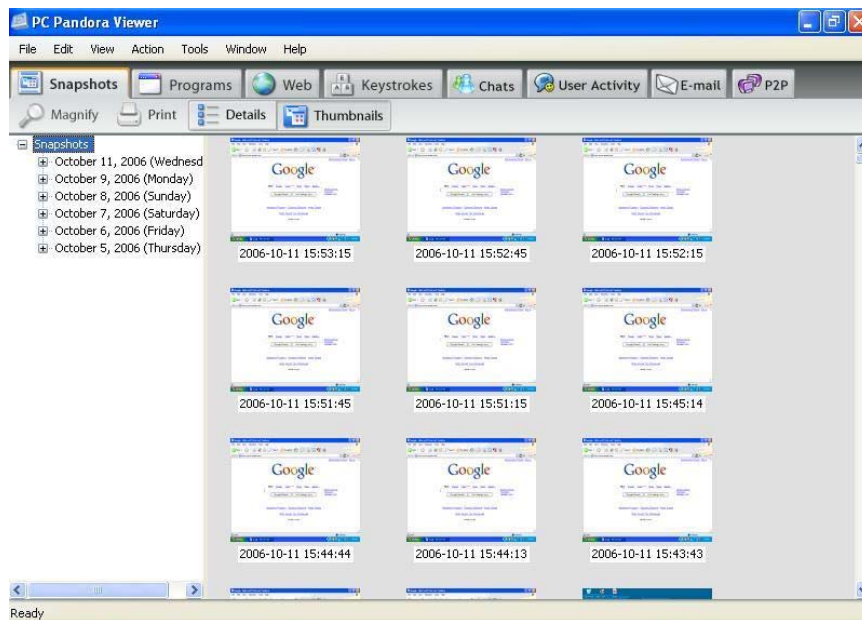 PC Pandora Viewer
File Edit View Action Tools Window Help
Snapshots Programs Web Keystrokes Chats User Activity E-mail P2P
Magnify Print Details Thumbnails
Snapshots
October 11, 2006 (Wednesd
October 9, 2006 (Monday)
October 8, 2006 (Sunday)
October 7, 2006 (Saturday)
October 6, 2006 (Friday)
October 5, 2006 (Thursday)
Google Google Google
2006-10-11 15:53:15 2006-10-11 15:52:45 2006-10-11 15:52:15
Google Google Google
2006-10-11 15:51:45 2006-10-11 15:51:15 2006-10-11 15:45:14
Google Google Google
2006-10-11 15:44:44 2006-10-11 15:44:13 2006-10-11 15:43:43
Ready